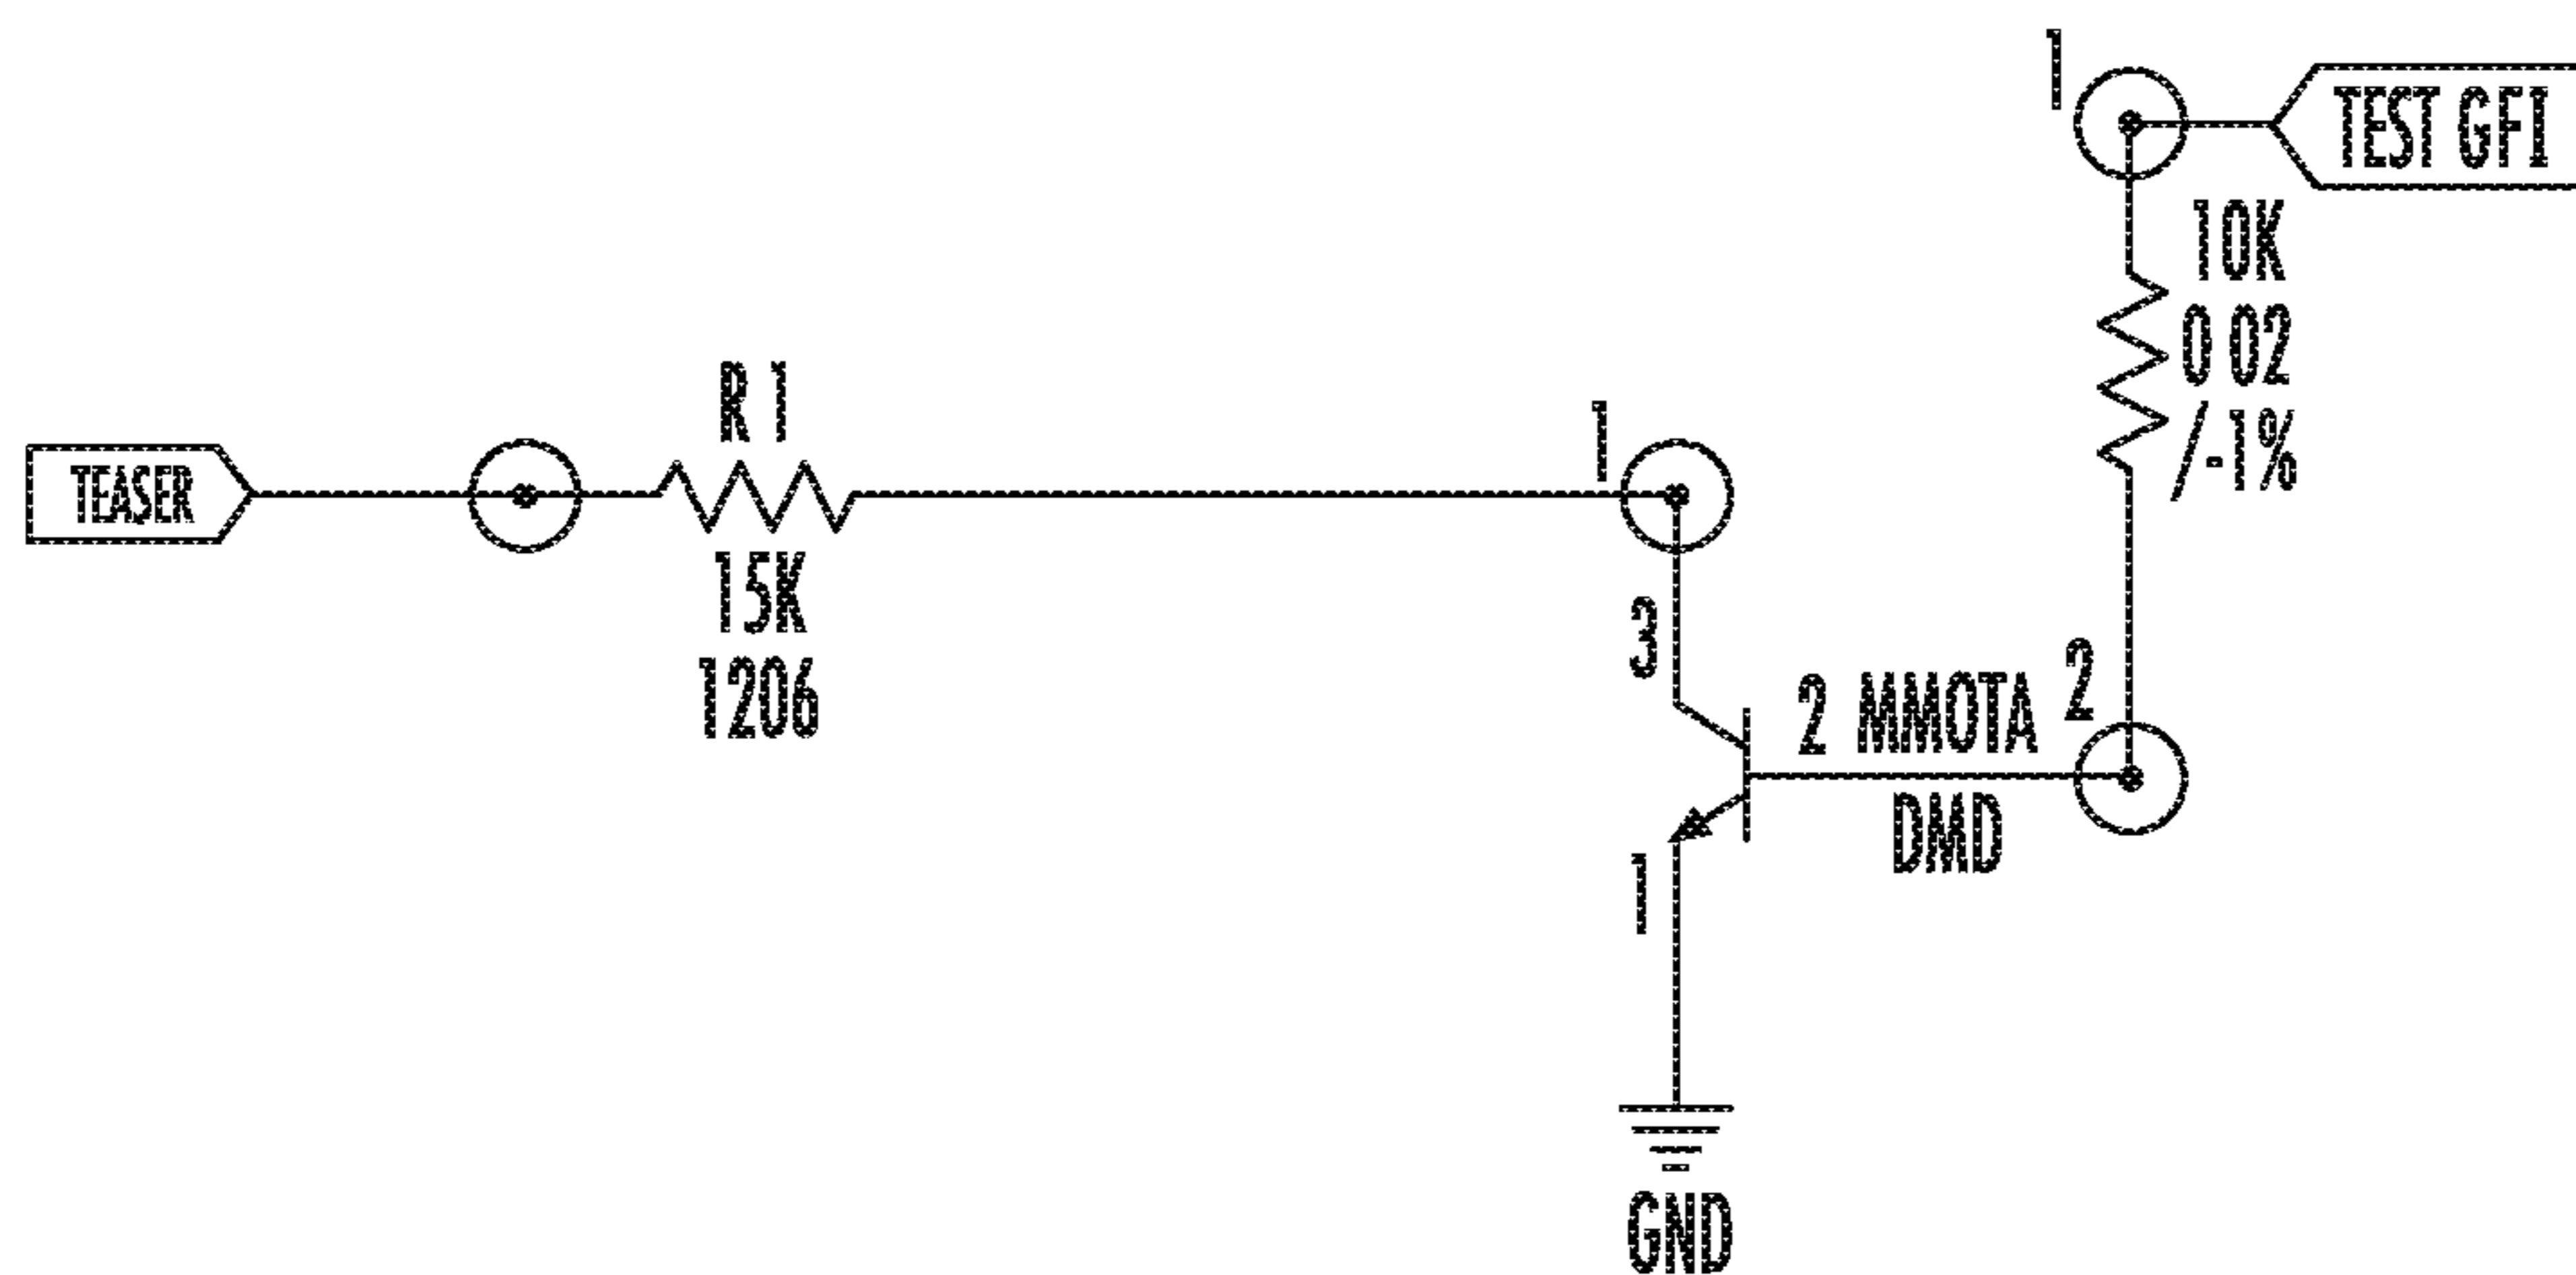 1
TEST GFI
10K
0 02
/-1%
R 1
TEASER
15K
1206
1
3
2 MMOTA 2
DMD
1
GND